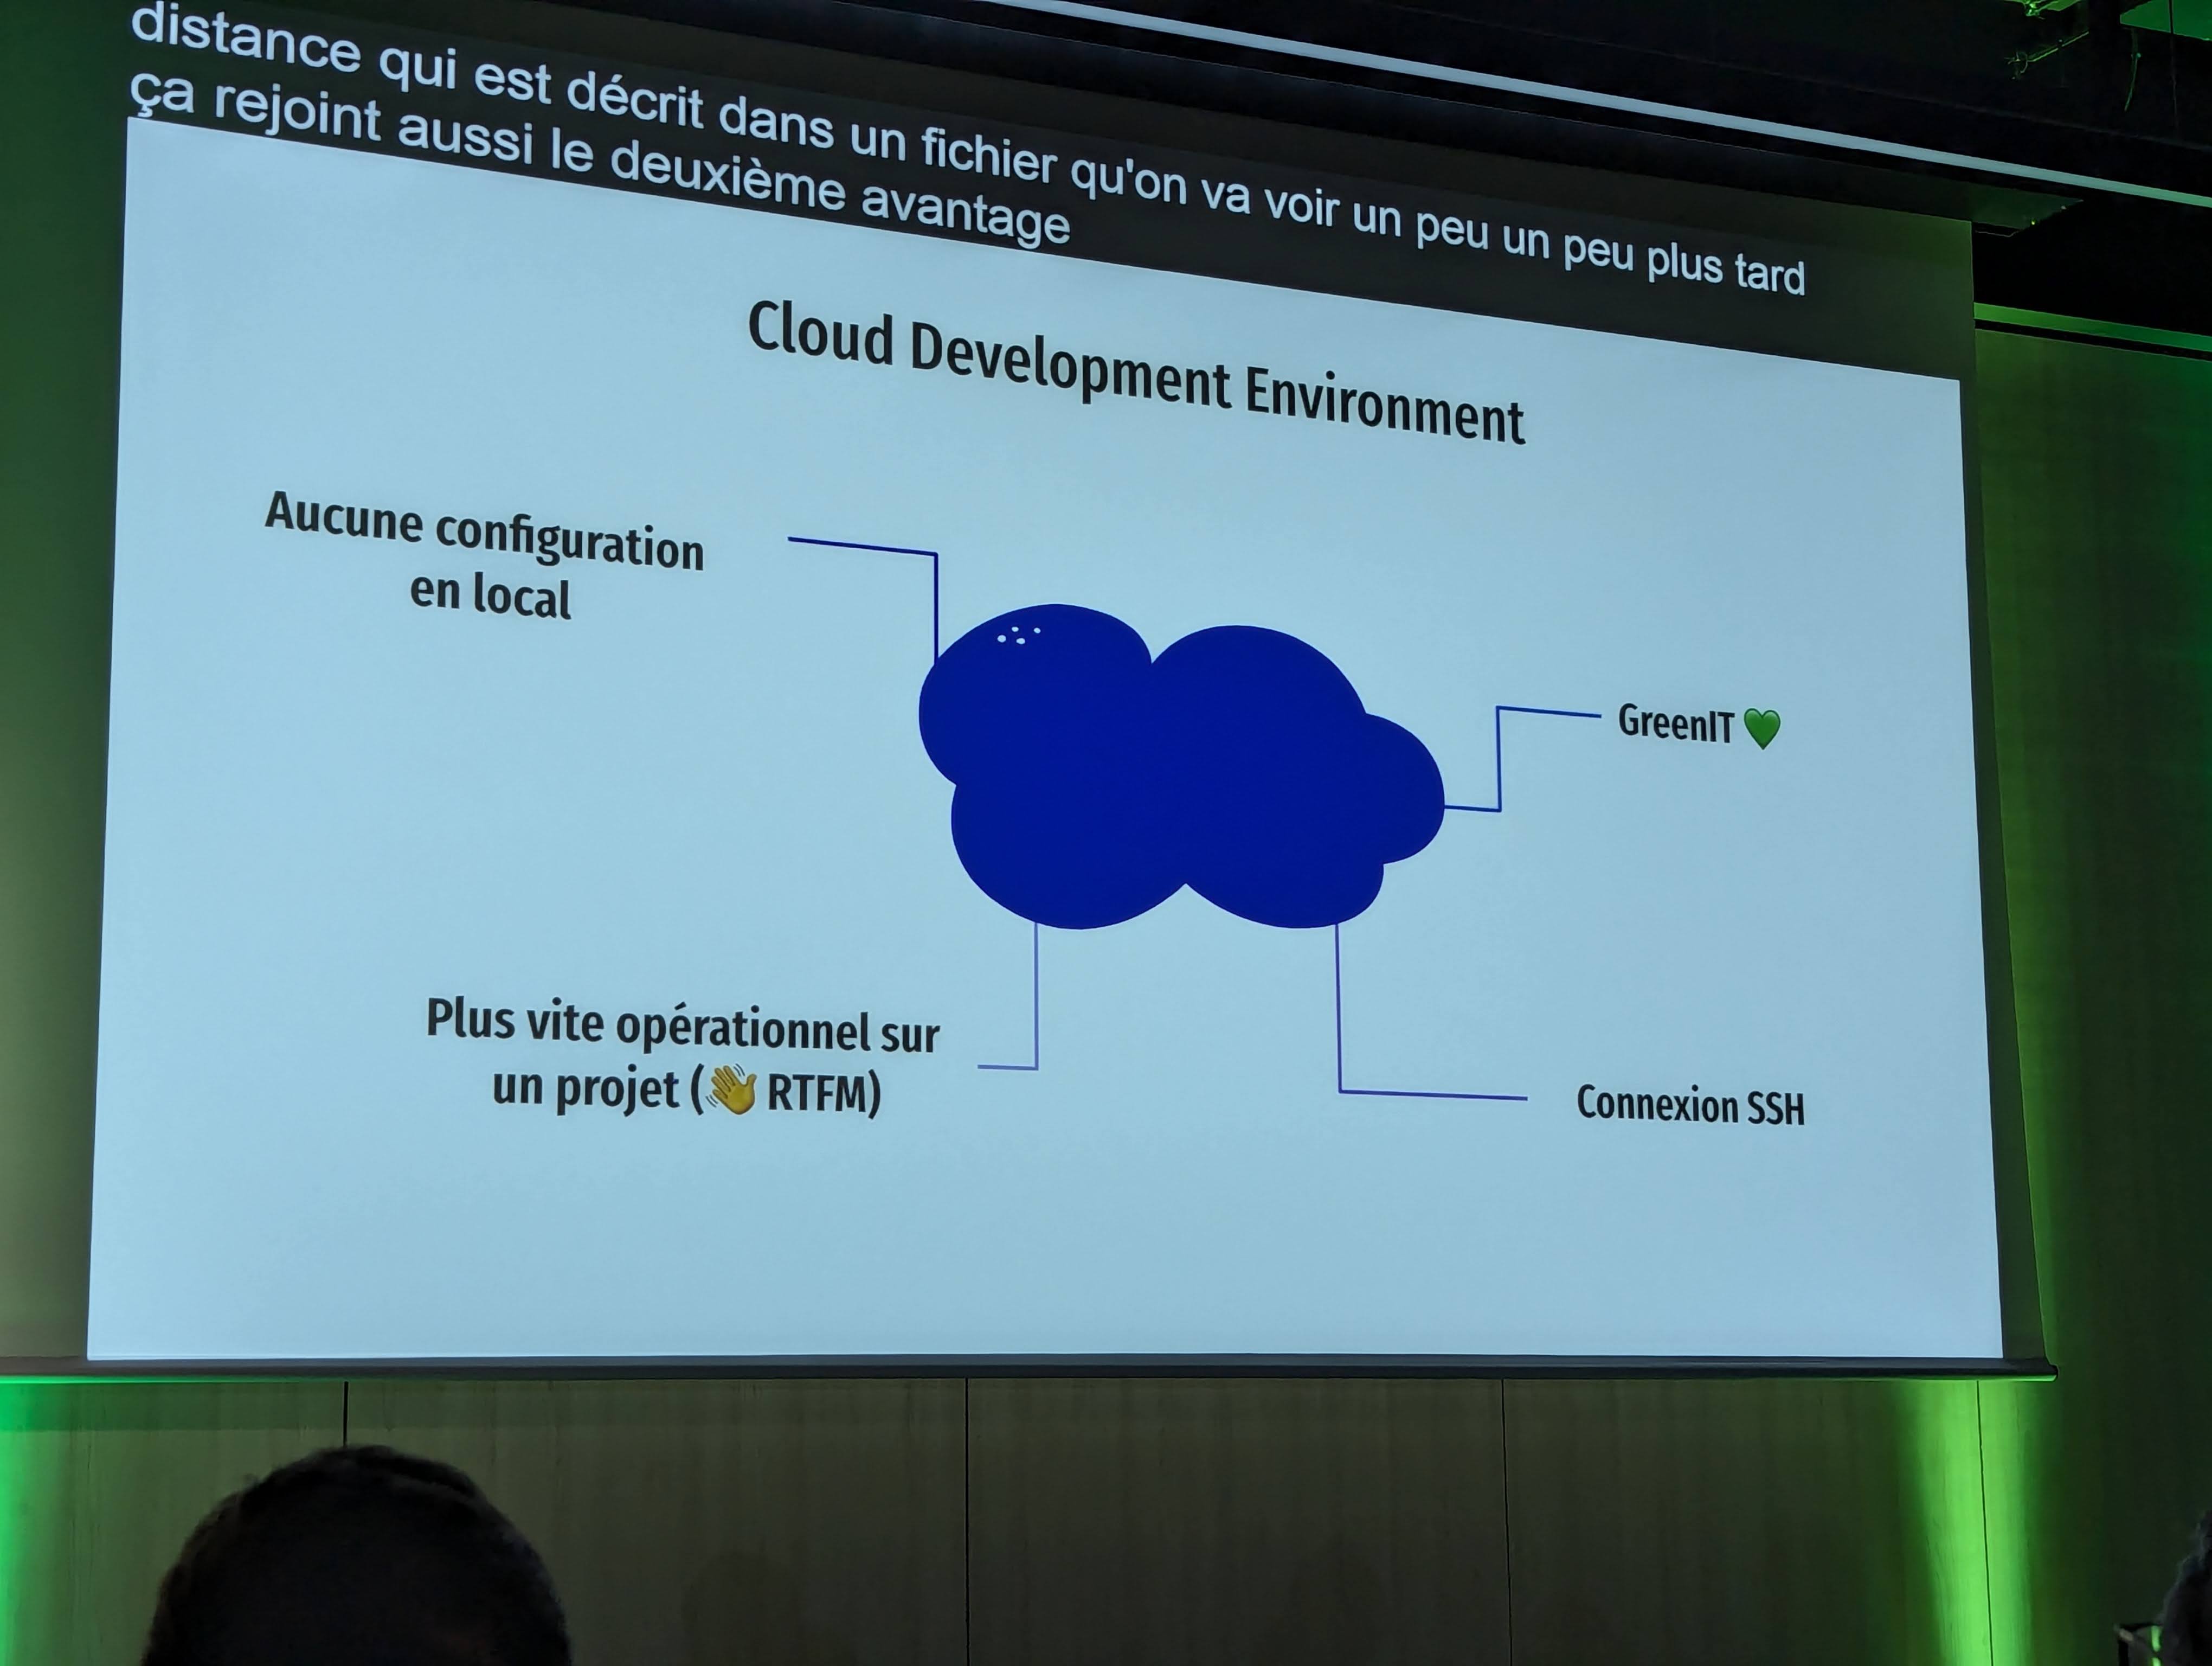 distance qui est décrit dans un fichier qu'on va voir un peu un peu plus tard
ça rejoint aussi le deuxième avantage
Cloud Development Environment
Aucune configuration
en local
GreenIT 💚
Plus vite opérationnel sur
un projet (👋 RTFM)
Connexion SSH